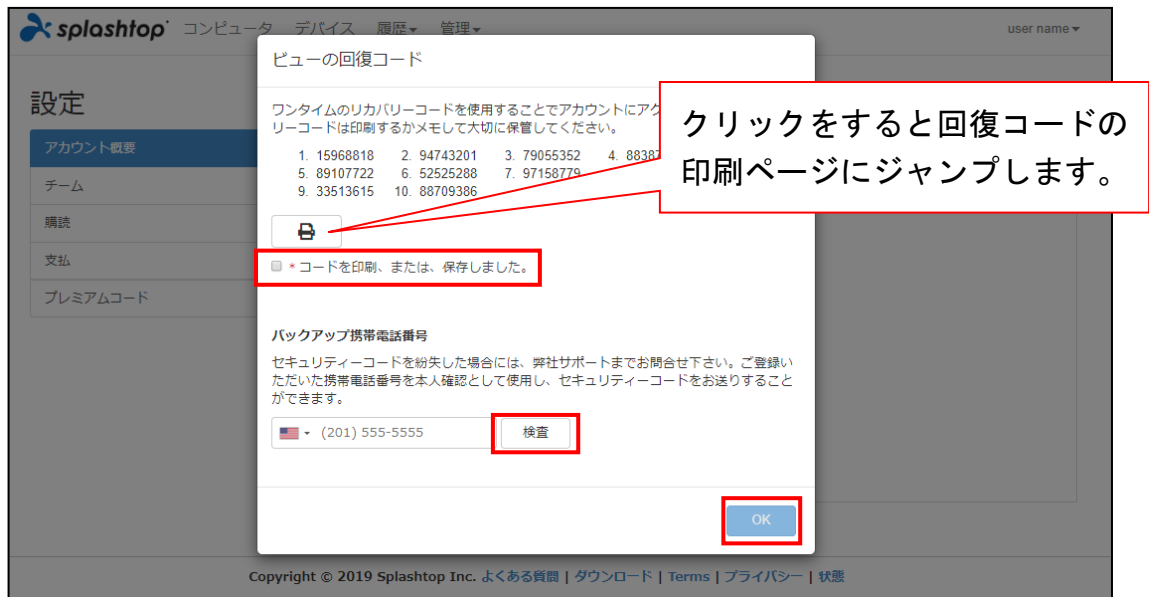 splashtop コンピュータ デバイス 履歴 管理 user name
ビューの回復コード
設定
アカウント概要
チーム
購読
支払
プレミアムコード
ワンタイムのリカバリーコードを使用することでアカウントにアク
リーコードは印刷するかメモして大切に保管してください。
1. 15968818 2. 94743201 3. 79055352 4. 8838
5. 89107722 6. 52525288 7. 97158779
9. 33513615 10. 88709386
クリックをすると回復コードの
印刷ページにジャンプします。
* コードを印刷、または、保存しました。
バックアップ携帯電話番号
セキュリティーコードを紛失した場合には、弊社サポートまでお問合せ下さい。ご登録い
ただいた携帯電話番号を本人確認として使用し、セキュリティーコードをお送りすること
ができます。
(201) 555-5555 検査
OK
Copyright © 2019 Splashtop Inc. よくある質問 | ダウンロード | Terms | プライバシー | 状態